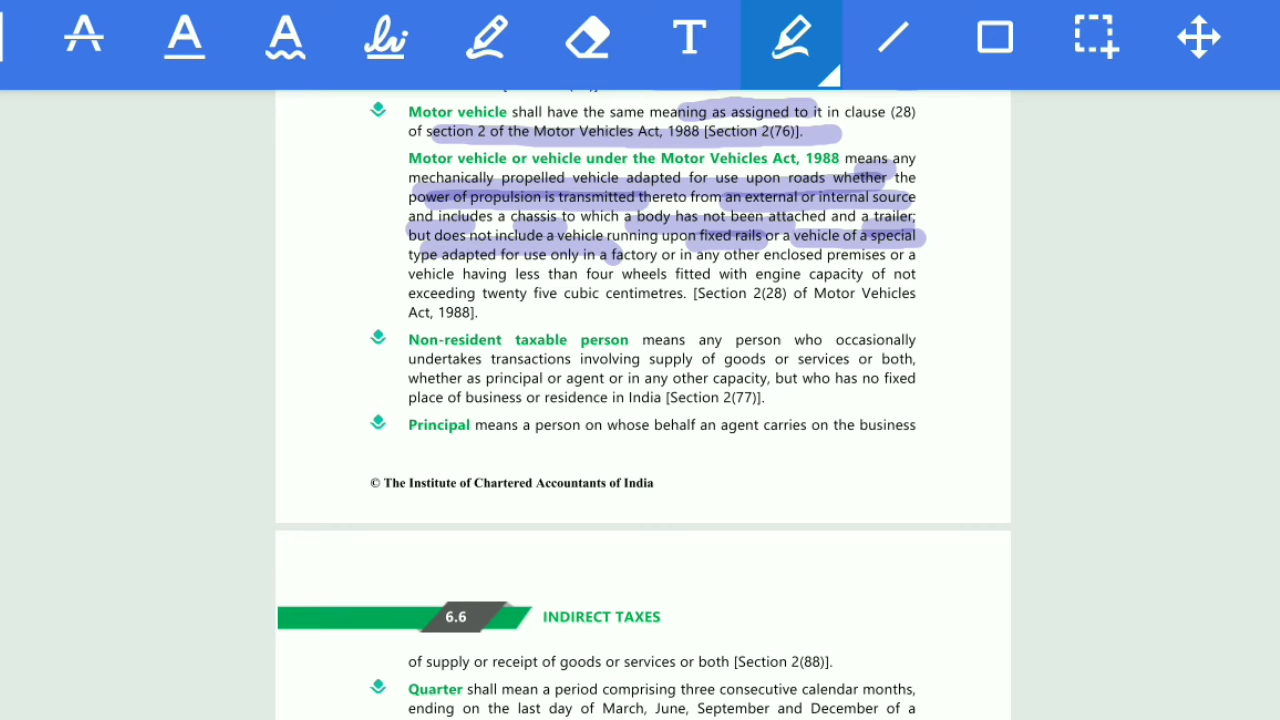 Motor vehicle shall have the same meaning as assigned to it in clause (28)
of section 2 of the Motor Vehicles Act, 1988 [Section 2(76)].
Motor vehicle or vehicle under the Motor Vehicles Act, 1988 means any
mechanically propelled vehicle adapted for use upon roads whether the
power of propulsion is transmitted thereto from an external or internal source
and includes a chassis to which a body has not been attached and a trailer;
but does not include a vehicle running upon fixed rails or a vehicle of a special
type adapted for use only in a factory or in any other enclosed premises or a
vehicle having less than four wheels fitted with engine capacity of not
exceeding twenty five cubic centimetres. [Section 2(28) of Motor Vehicles
Act, 1988].
Non-resident taxable person means any person who occasionally
undertakes transactions involving supply of goods or services or both,
whether as principal or agent or in any other capacity, but who has no fixed
place of business or residence in India [Section 2(77)].
Principal means a person on whose behalf an agent carries on the business
© The Institute of Chartered Accountants of India
6.6 INDIRECT TAXES
of supply or receipt of goods or services or both [Section 2(88)].
Quarter shall mean a period comprising three consecutive calendar months,
ending on the last day of March, June, September and December of a